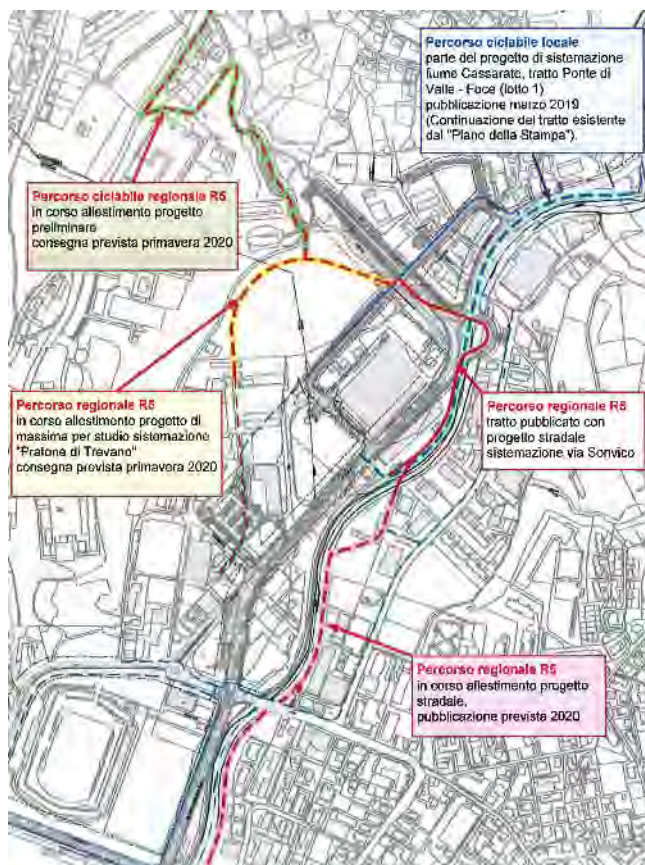 Percorso ciclabile locale
parte del progetto di sistemazione
fiume Cassarate, tratto Ponte di
Valle - Foce (lotto 1)
pubblicazione marzo 2019
(Continuazione del tratto esistente
dal "Piano della Stampa").
Percorso ciclabile regionale R5
in corso allestimento progetto
preliminare
consegna prevista primavera 2020
Percorso regionale R5
in corso allestimento progetto di
massima per studio sistemazione
"Pratone di Trevano"
consegna prevista primavera 2020
Percorso regionale R5
tratto pubblicato con
progetto stradale
sistemazione via Sonvico
Percorso regionale R5
in corso allestimento progetto
stradale,
pubblicazione prevista 2020